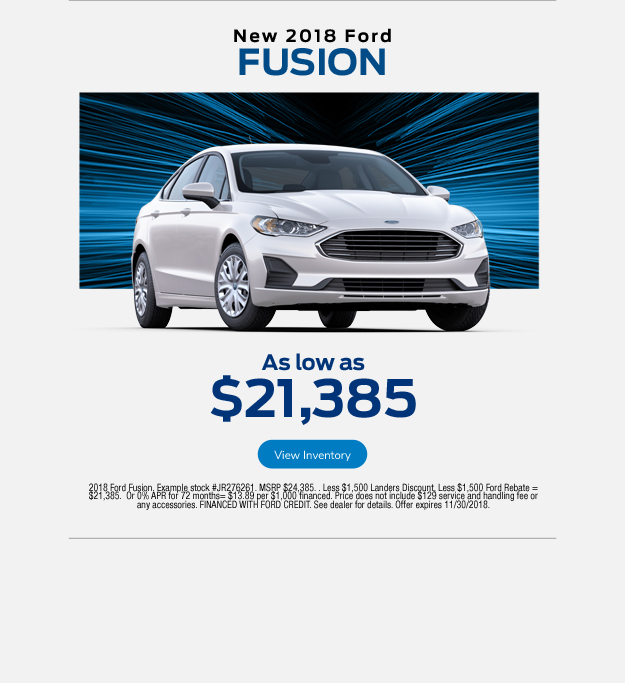 New 2018 Ford
FUSION
Ford
As low as
$21,385
View Inventory
2018 Ford Fusion, Example stock #JR276261. MSRP $24,385. . Less $1,500 Landers Discount, Less $1,500 Ford Rebate =
$21,385.  Or 0% APR for 72 months= $13.89 per $1,000 financed. Price does not include $129 service and handling fee or
any accessories. FINANCED WITH FORD CREDIT. See dealer for details. Offer expires 11/30/2018.